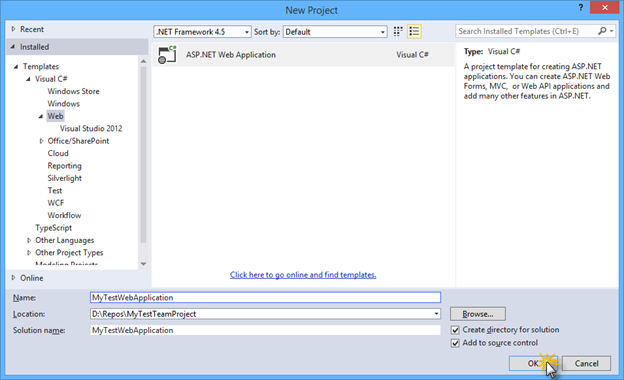 New Project
? ×
Recent
.NET Framework 4.5 Sort by: Default
Search Installed Templates (Ctrl+E)
Installed
Templates
Visual C#
Windows Store
Windows
Web
Visual Studio 2012
Office/SharePoint
Cloud
Reporting
Silverlight
Test
WCF
Workflow
TypeScript
Other Languages
Other Project Types
Modeling Projects
Online
ASP.NET Web Application Visual C#
Click here to go online and find templates.
Type: Visual C#
A project template for creating ASP.NET
applications. You can create ASP.NET Web
Forms, MVC, or Web API applications and
add many other features in ASP.NET.
Name: MyTestWebApplication
Location: D:\Repos\MyTestTeamProject Browse...
Solution name: MyTestWebApplication
Create directory for solution
Add to source control
OK Cancel